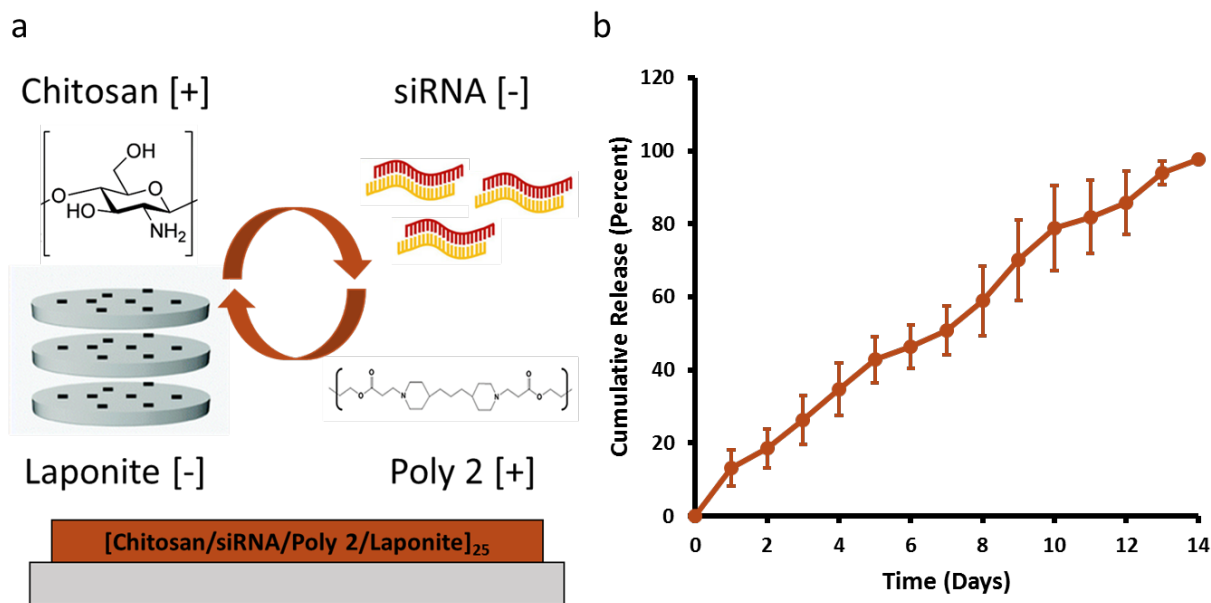 a
Chitosan [+]
siRNA [-]
OH
O
O
HO
NH₂
O
O
N
N
O
O
Laponite [-]
Poly 2 [+]
[Chitosan/siRNA/Poly 2/Laponite]₂₅
b
Cumulative Release (Percent)
120
100
80
60
40
20
0
0 2 4 6 8 10 12 14
Time (Days)